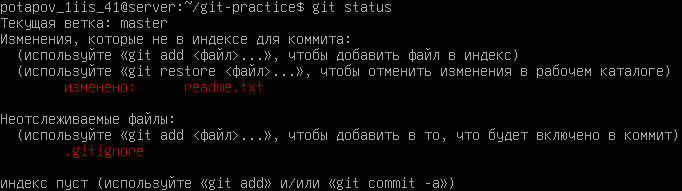 potapov_1iis_41@server:~/git-practice$ git status
Текущая ветка: master
Изменения, которые не в индексе для коммита:
  (используйте «git add <файл>...», чтобы добавить файл в индекс)
  (используйте «git restore <файл>...», чтобы отменить изменения в рабочем каталоге)
        изменено:      readme.txt

Неотслеживаемые файлы:
  (используйте «git add <файл>...», чтобы добавить в то, что будет включено в коммит)
        .gitignore

индекс пуст (используйте «git add» и/или «git commit -a»)